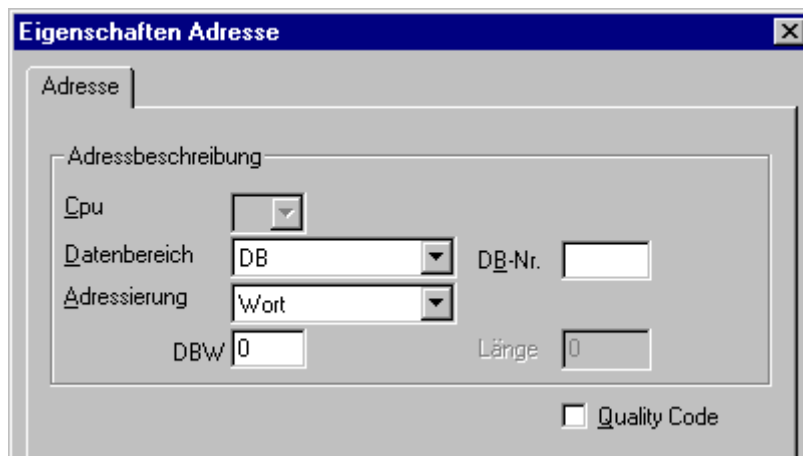 Eigenschaften Adresse
Adresse
Adressbeschreibung
Cpu
Datenbereich DB DB-Nr.
Adressierung Wort
DBW 0 Länge 0
Quality Code